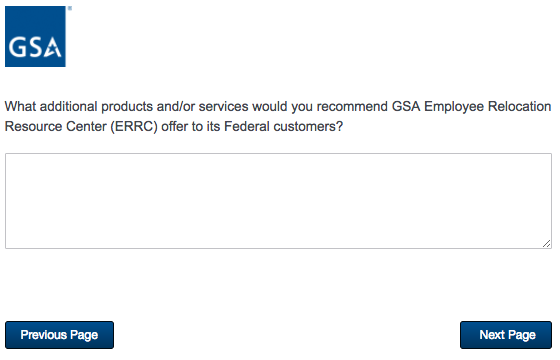 GSA
What additional products and/or services would you recommend GSA Employee Relocation
Resource Center (ERRC) offer to its Federal customers?
Previous Page
Next Page